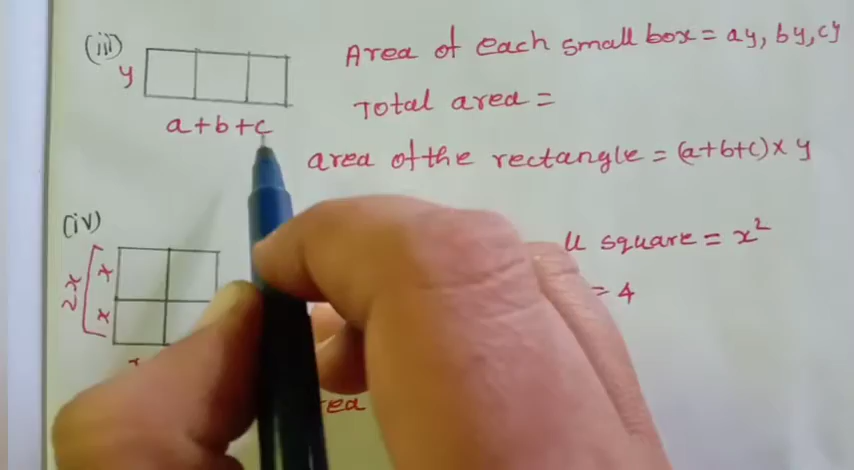 (iii)
y
a+b+c
Area of each small box = ay, by, cy
Total area =
area of the rectangle = (a+b+c)x y
(iv)
2x
x
x
square = x²
= 4